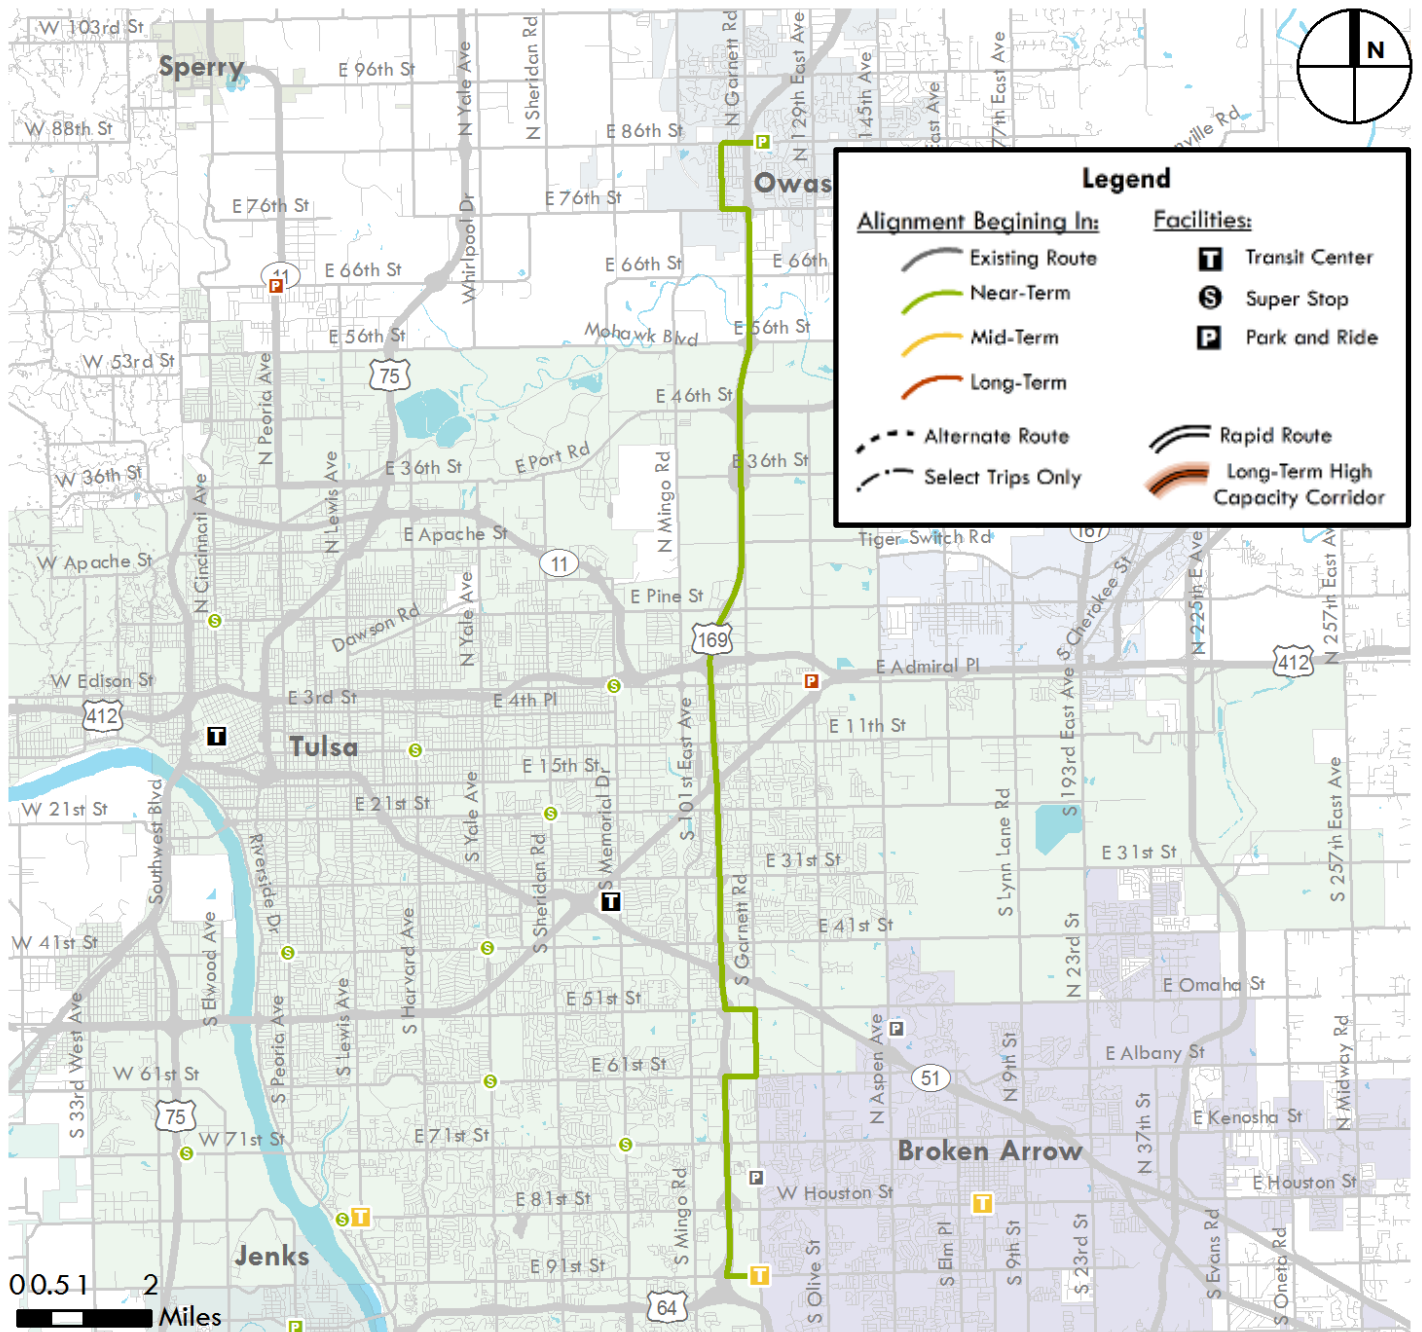 W 103rd St
Sperry
E 96th St
N Yale Ave
N Sheridan Rd
N Garnett Rd
N 129th East Ave
145th Ave
East Ave
77th East Ave
N
W 88th St
E 86th St
P
nville Rd
Owas
E 76th St
E 76th St
Whirlpool Dr
E 66th St
E 66th St
E 66th
11
P
E 56th St
Mohawk Blvd
E 56th St
W 53rd St
75
N Peoria Ave
E 46th St
Legend
Alignment Begining In:
Existing Route
Near-Term
Mid-Term
Long-Term
Alternate Route
Select Trips Only
Facilities:
T Transit Center
S Super Stop
P Park and Ride
Rapid Route
Long-Term High
Capacity Corridor
W 36th St
E 36th St
E Port Rd
E 36th St
N Cincinnati Ave
N Lewis Ave
N Mingo Rd
E Apache St
W Apache St
11
Tiger Switch Rd
167
S Cherokee St
N 225th E Ave
N 257th East Ave
E Pine St
Dawson Rd
N Yale Ave
S
169
412
W Edison St
E 3rd St
E 4th Pl
S
P
E Admiral Pl
412
T
Tulsa
S
E 15th St
S 101st East Ave
E 11th St
S 193rd East Ave
W 21st St
E 21st St
S
Southwest Blvd
Riverside Dr
S Yale Ave
S Sheridan Rd
S Memorial Dr
E 31st St
S Lynn Lane Rd
E 31st St
S 257th East Ave
T
S Garnett Rd
E 41st St
W 41st St
S Elwood Ave
S
S Harvard Ave
S
N 23rd St
E Omaha St
E 51st St
S 33rd West Ave
S Peoria Ave
S Lewis Ave
P
N Aspen Ave
N 9th St
E Albany St
N Midway Rd
W 61st St
E 61st St
S
51
75
W 71st St
S
E 71st St
S
Broken Arrow
N 37th St
E Kenosha St
P
W Houston St
E Houston St
E 81st St
S Mingo Rd
S T
T
Jenks
E 91st St
T
S Olive St
S Elm Pl
S 9th St
S 23rd St
S Evans Rd
S Oneta Rd
64
0 0.5 1 2
Miles
P